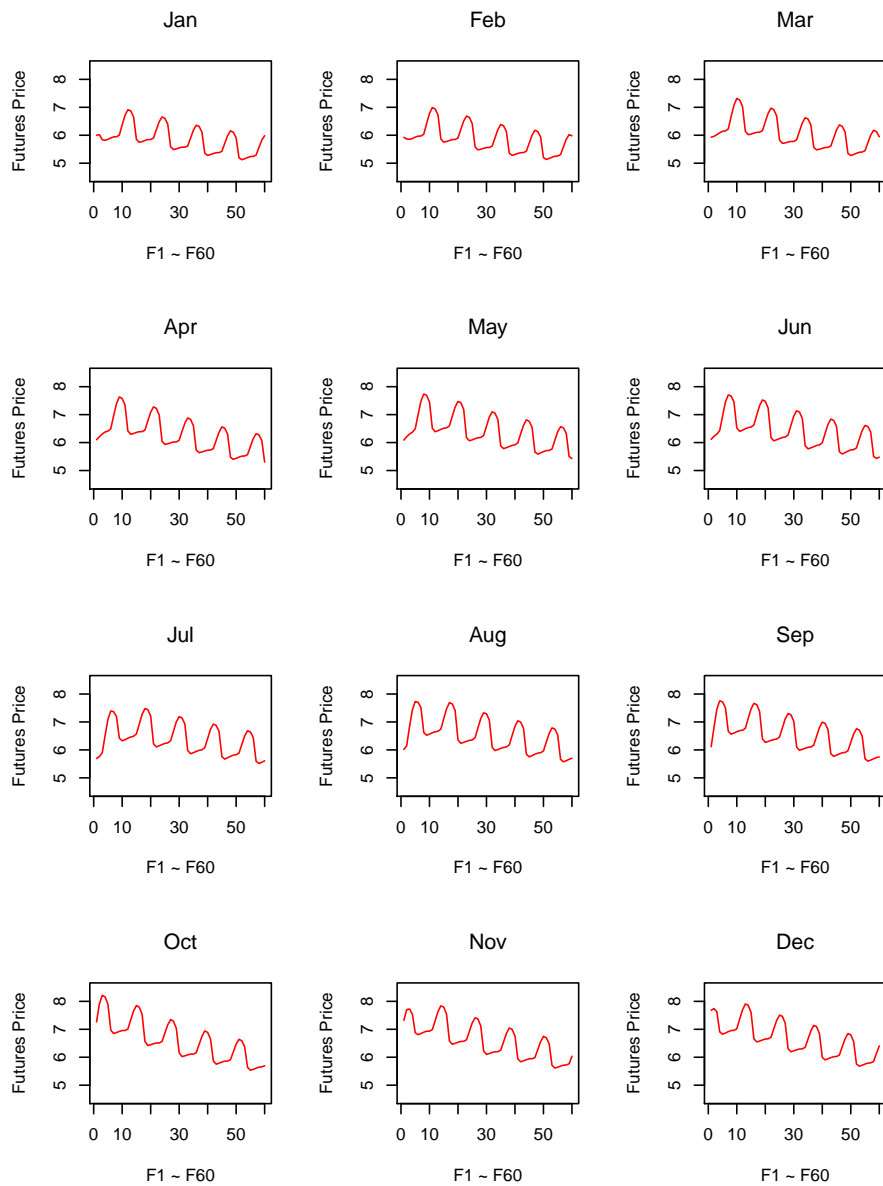 Jan Feb Mar
Futures Price Futures Price Futures Price
8 8 8
7 7 7
6 6 6
5 5 5
0 10 30 50 0 10 30 50 0 10 30 50
F1 ~ F60 F1 ~ F60 F1 ~ F60
Apr May Jun
Futures Price Futures Price Futures Price
8 8 8
7 7 7
6 6 6
5 5 5
0 10 30 50 0 10 30 50 0 10 30 50
F1 ~ F60 F1 ~ F60 F1 ~ F60
Jul Aug Sep
Futures Price Futures Price Futures Price
8 8 8
7 7 7
6 6 6
5 5 5
0 10 30 50 0 10 30 50 0 10 30 50
F1 ~ F60 F1 ~ F60 F1 ~ F60
Oct Nov Dec
Futures Price Futures Price Futures Price
8 8 8
7 7 7
6 6 6
5 5 5
0 10 30 50 0 10 30 50 0 10 30 50
F1 ~ F60 F1 ~ F60 F1 ~ F60